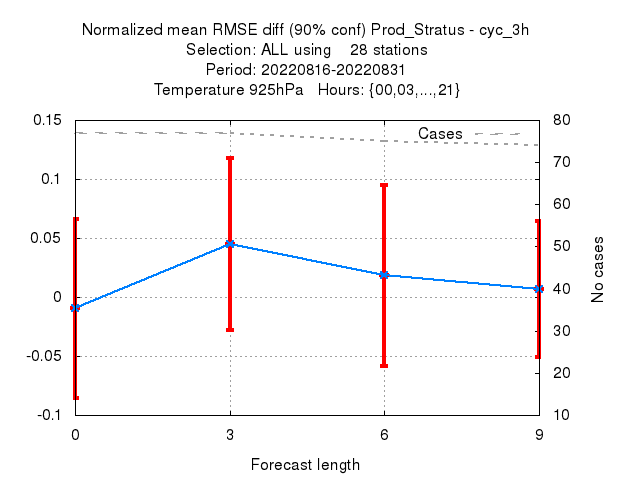 Normalized mean RMSE diff (90% conf) Prod_Stratus - cyc_3h
Selection: ALL using 28 stations
Period: 20220816-20220831
Temperature 925hPa Hours: {00,03,...,21}
Cases
0.15
0.1
0.05
0
-0.05
-0.1
80
70
60
50
40
30
20
10
No cases
0 3 6 9
Forecast length